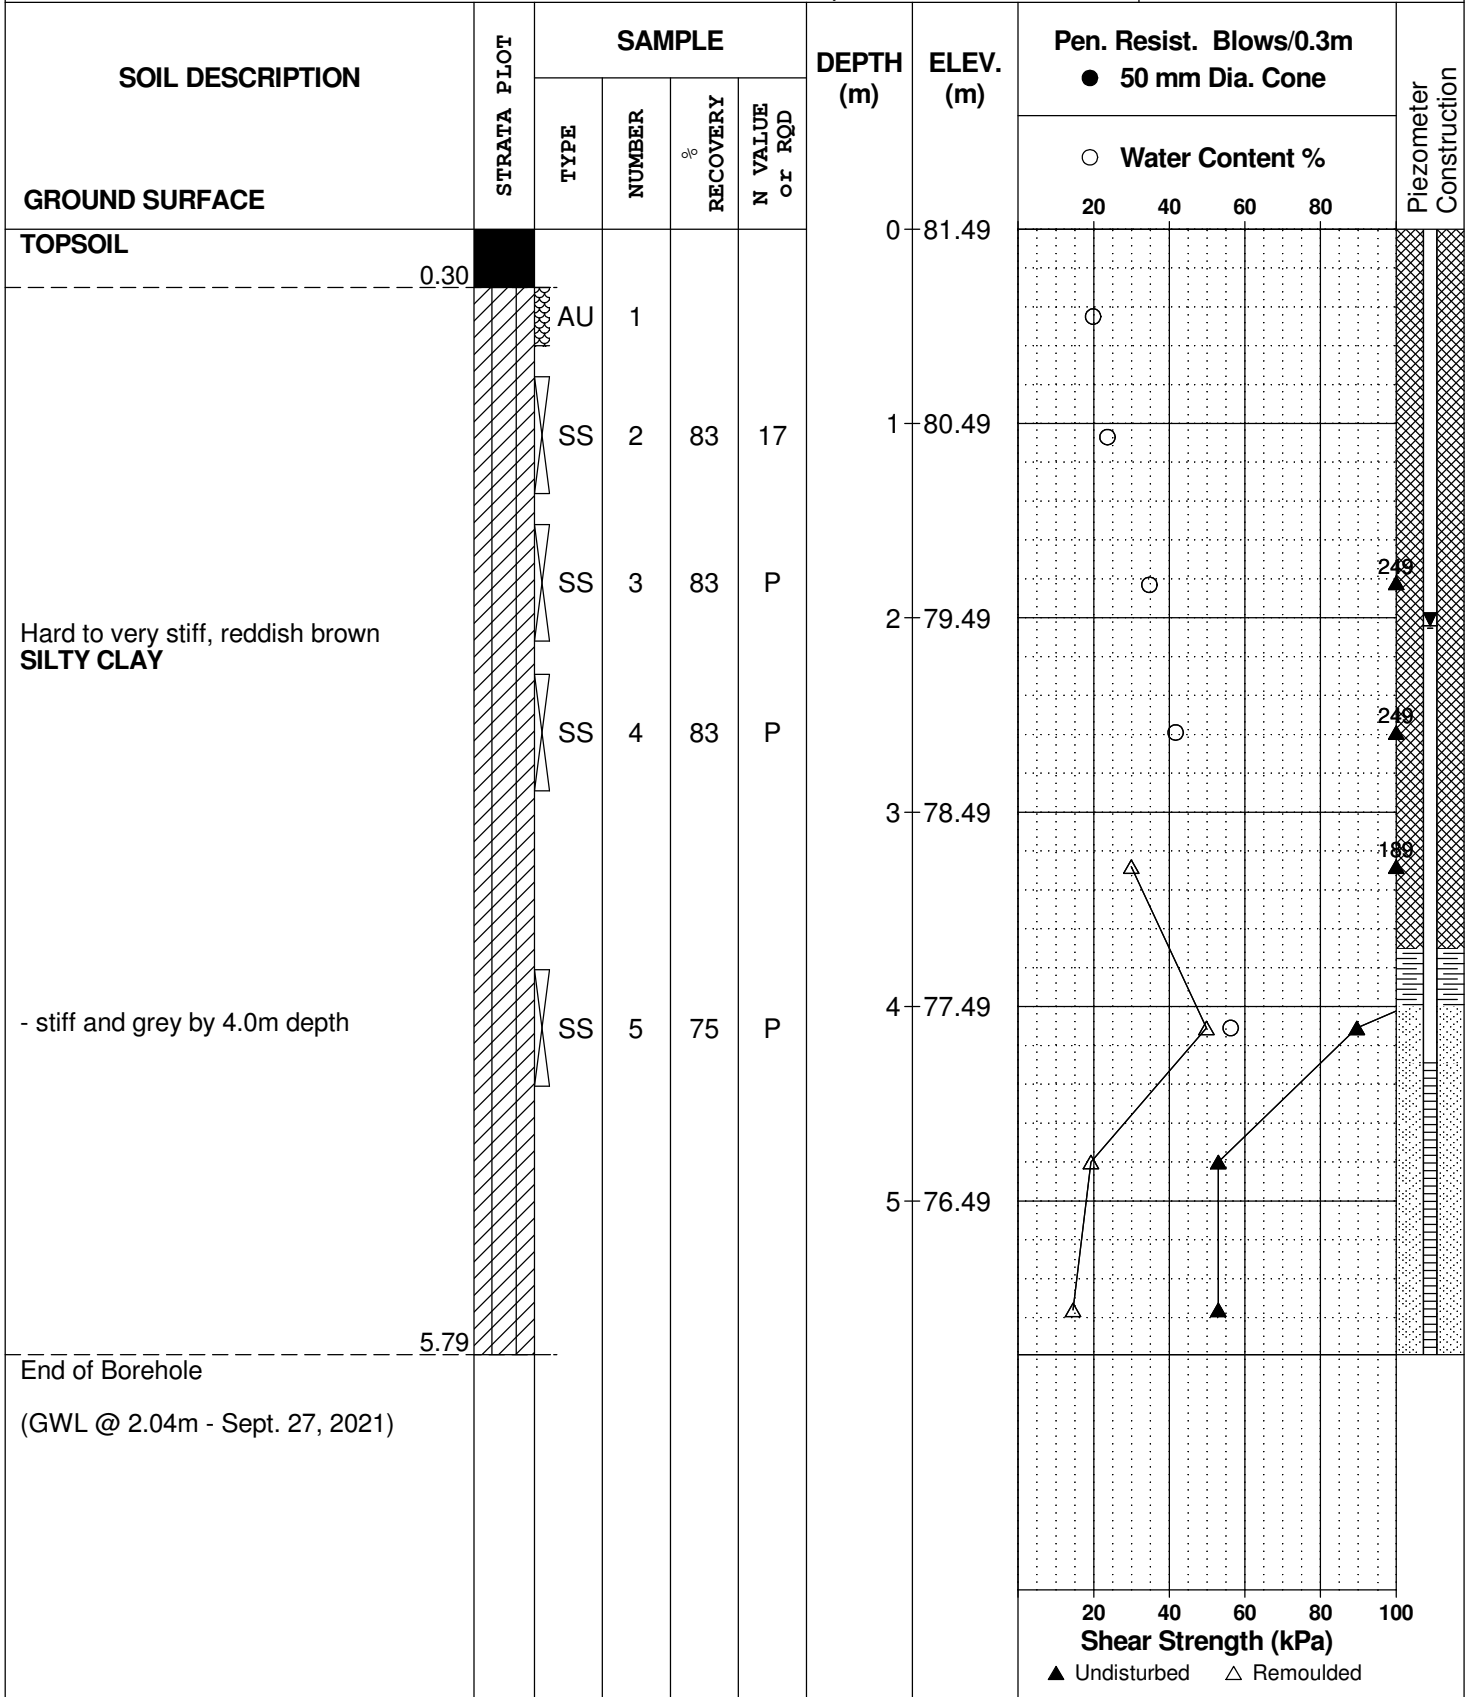 SOIL DESCRIPTION
GROUND SURFACE
STRATA PLOT
SAMPLE
TYPE
NUMBER
% RECOVERY
N VALUE
or RQD
DEPTH
(m)
ELEV.
(m)
Pen. Resist. Blows/0.3m
● 50 mm Dia. Cone
○ Water Content %
20 40 60 80
Piezometer
Construction
TOPSOIL
0.30
0 81.49
AU 1
SS 2 83 17
1 80.49
SS 3 83 P
249
2 79.49
Hard to very stiff, reddish brown
SILTY CLAY
SS 4 83 P
249
3 78.49
189
4 77.49
- stiff and grey by 4.0m depth
SS 5 75 P
5 76.49
5.79
End of Borehole
(GWL @ 2.04m - Sept. 27, 2021)
20 40 60 80 100
Shear Strength (kPa)
▲ Undisturbed △ Remoulded